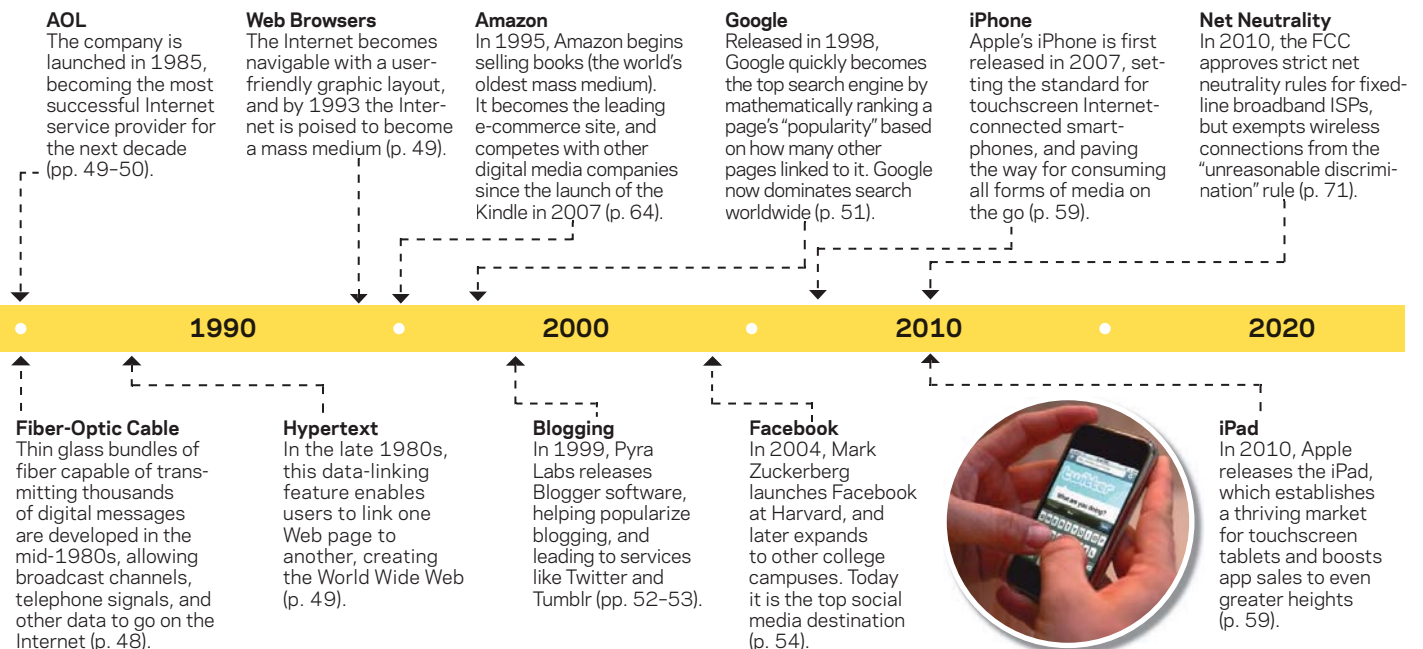 AOL
The company is
launched in 1985,
becoming the most
successful Internet
service provider for
the next decade
(pp. 49–50).
Web Browsers
The Internet becomes
navigable with a user-
friendly graphic layout,
and by 1993 the Inter-
net is poised to become
a mass medium (p. 49).
Amazon
In 1995, Amazon begins
selling books (the world’s
oldest mass medium).
It becomes the leading
e-commerce site, and
competes with other
digital media companies
since the launch of the
Kindle in 2007 (p. 64).
Google
Released in 1998,
Google quickly becomes
the top search engine by
mathematically ranking a
page’s “popularity” based
on how many other
pages linked to it. Google
now dominates search
worldwide (p. 51).
iPhone
Apple’s iPhone is first
released in 2007, set-
ting the standard for
touchscreen Internet-
connected smart-
phones, and paving
the way for consuming
all forms of media on
the go (p. 59).
Net Neutrality
In 2010, the FCC
approves strict net
neutrality rules for fixed-
line broadband ISPs,
but exempts wireless
connections from the
“unreasonable discrimi-
nation” rule (p. 71).
1990
2000
2010
2020
Fiber-Optic Cable
Thin glass bundles of
fiber capable of trans-
mitting thousands
of digital messages
are developed in the
mid-1980s, allowing
broadcast channels,
telephone signals, and
other data to go on the
Internet (p. 48).
Hypertext
In the late 1980s,
this data-linking
feature enables
users to link one
Web page to
another, creating
the World Wide Web
(p. 49).
Blogging
In 1999, Pyra
Labs releases
Blogger software,
helping popularize
blogging, and
leading to services
like Twitter and
Tumblr (pp. 52–53).
Facebook
In 2004, Mark
Zuckerberg
launches Facebook
at Harvard, and
later expands
to other college
campuses. Today
it is the top social
media destination
(p. 54).
twitter
What are you doing?
iPad
In 2010, Apple
releases the iPad,
which establishes
a thriving market
for touchscreen
tablets and boosts
app sales to even
greater heights
(p. 59).